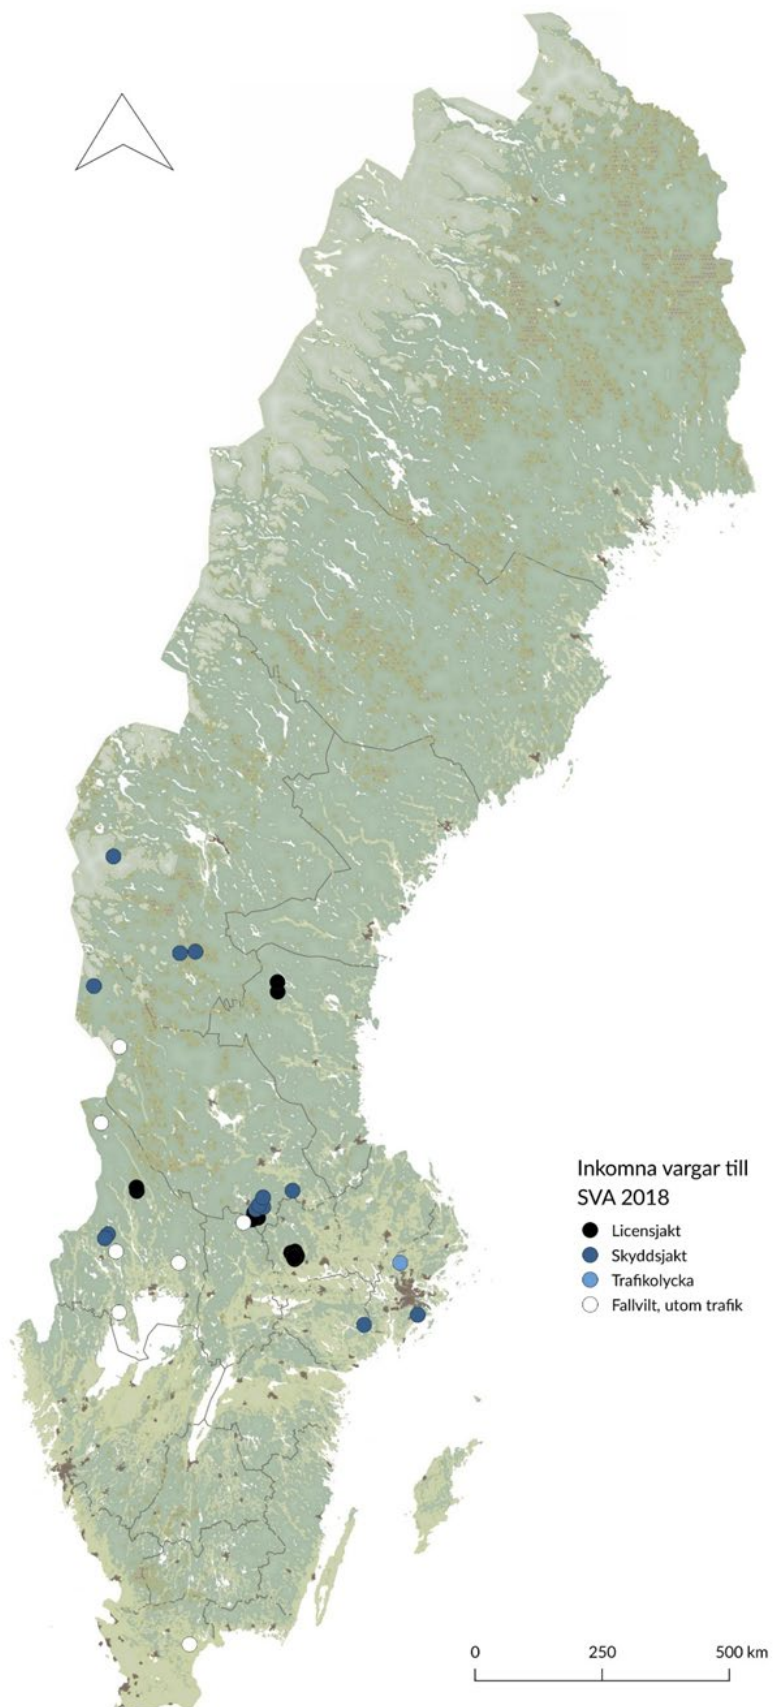 Inkomna vargar till
SVA 2018
Licensjakt
Skyddsjakt
Trafikolycka
Fallvilt, utom trafik
0 250 500 km